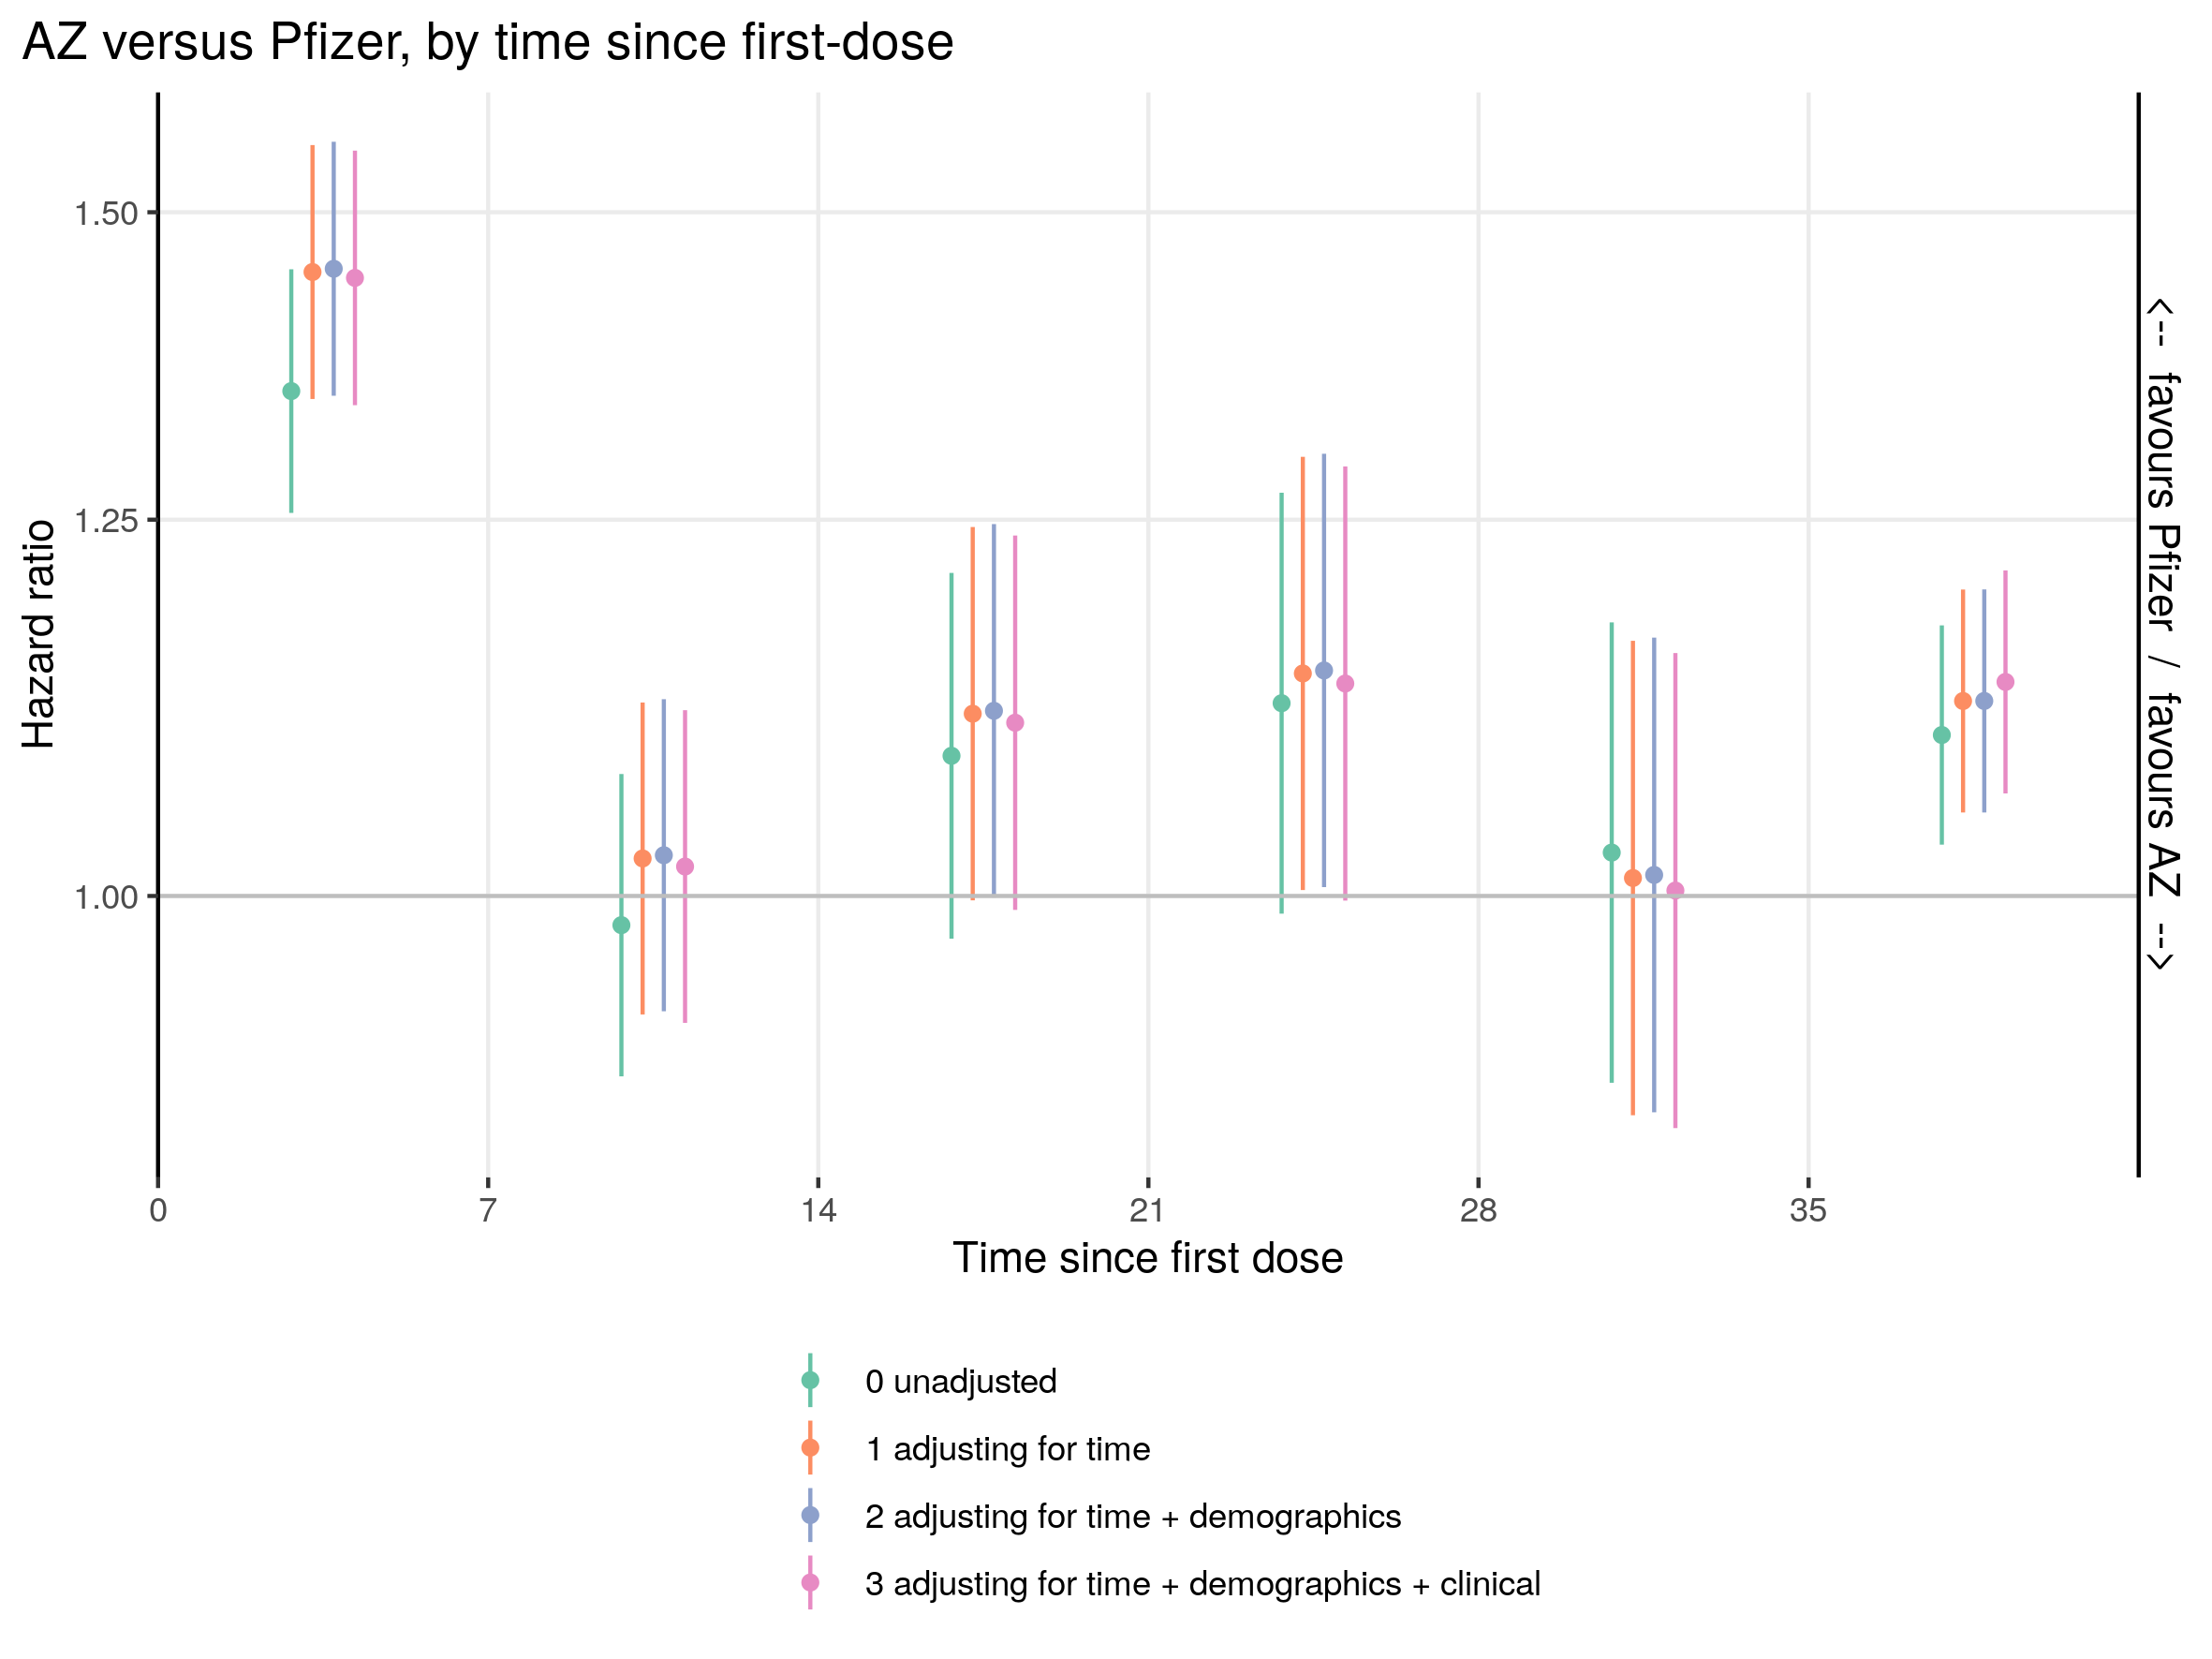 AZ versus Pfizer, by time since first-dose
Hazard ratio
1.50
1.25
1.00
<-- favours Pfizer / favours AZ -->
0 7 14 21 28 35
Time since first dose
0 unadjusted
1 adjusting for time
2 adjusting for time + demographics
3 adjusting for time + demographics + clinical